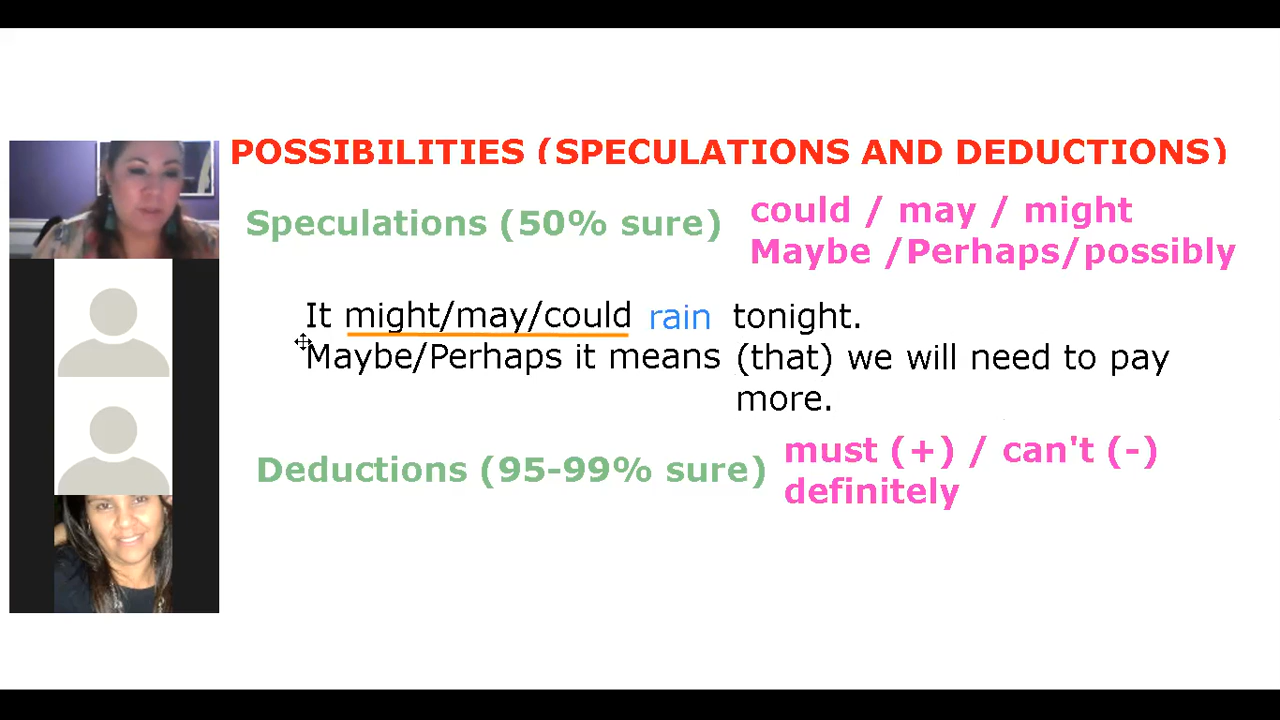 POSSIBILITIES (SPECULATIONS AND DEDUCTIONS)
Speculations (50% sure)
could / may / might
Maybe /Perhaps/possibly
It might/may/could rain tonight.
Maybe/Perhaps it means (that) we will need to pay
more.
Deductions (95-99% sure)
must (+) / can't (-)
definitely